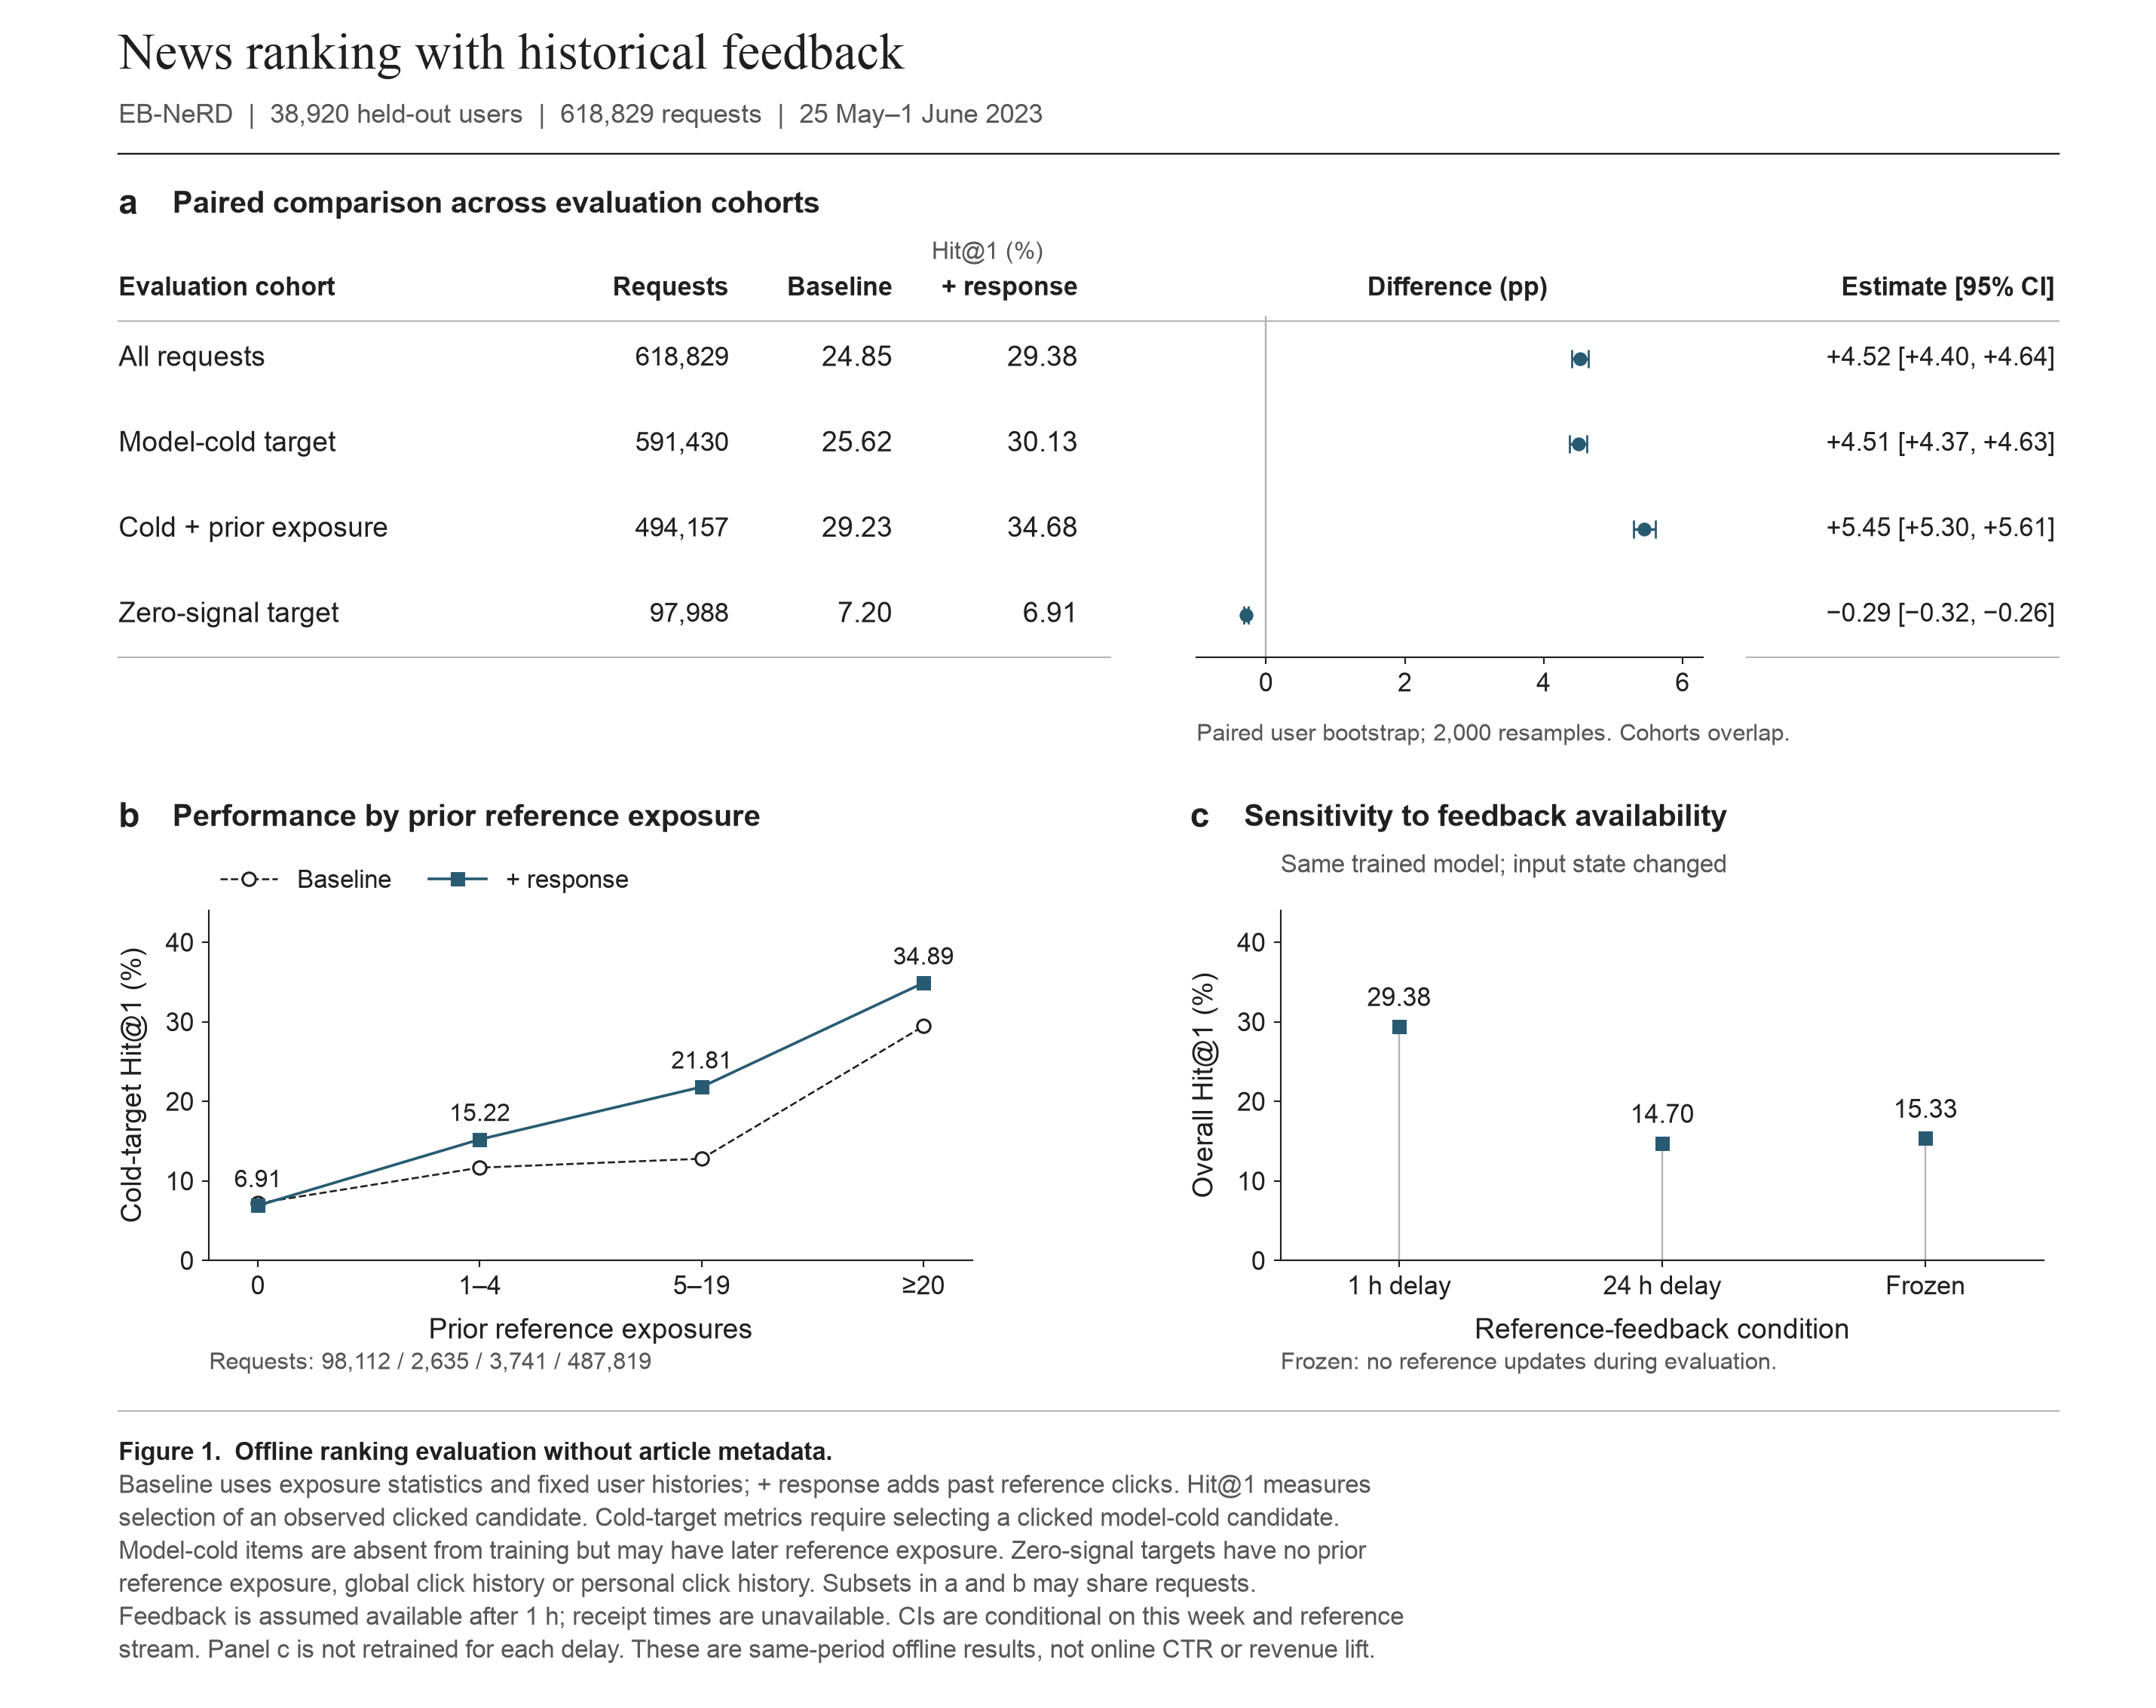 News ranking with historical feedback
EB-NeRD | 38,920 held-out users | 618,829 requests | 25 May–1 June 2023
a Paired comparison across evaluation cohorts
Hit@1 (%)
Evaluation cohort Requests Baseline + response Difference (pp) Estimate [95% CI]
All requests 618,829 24.85 29.38 +4.52 [+4.40, +4.64]
Model-cold target 591,430 25.62 30.13 +4.51 [+4.37, +4.63]
Cold + prior exposure 494,157 29.23 34.68 +5.45 [+5.30, +5.61]
Zero-signal target 97,988 7.20 6.91 −0.29 [−0.32, −0.26]
0 2 4 6
Paired user bootstrap; 2,000 resamples. Cohorts overlap.
b Performance by prior reference exposure
Baseline + response
Cold-target Hit@1 (%)
40
30
20
10
0
6.91
15.22
21.81
34.89
0 1–4 5–19 ≥20
Prior reference exposures
Requests: 98,112 / 2,635 / 3,741 / 487,819
c Sensitivity to feedback availability
Same trained model; input state changed
Overall Hit@1 (%)
40
30
20
10
0
29.38
14.70
15.33
1 h delay 24 h delay Frozen
Reference-feedback condition
Frozen: no reference updates during evaluation.
Figure 1. Offline ranking evaluation without article metadata.
Baseline uses exposure statistics and fixed user histories; + response adds past reference clicks. Hit@1 measures
selection of an observed clicked candidate. Cold-target metrics require selecting a clicked model-cold candidate.
Model-cold items are absent from training but may have later reference exposure. Zero-signal targets have no prior
reference exposure, global click history or personal click history. Subsets in a and b may share requests.
Feedback is assumed available after 1 h; receipt times are unavailable. CIs are conditional on this week and reference
stream. Panel c is not retrained for each delay. These are same-period offline results, not online CTR or revenue lift.